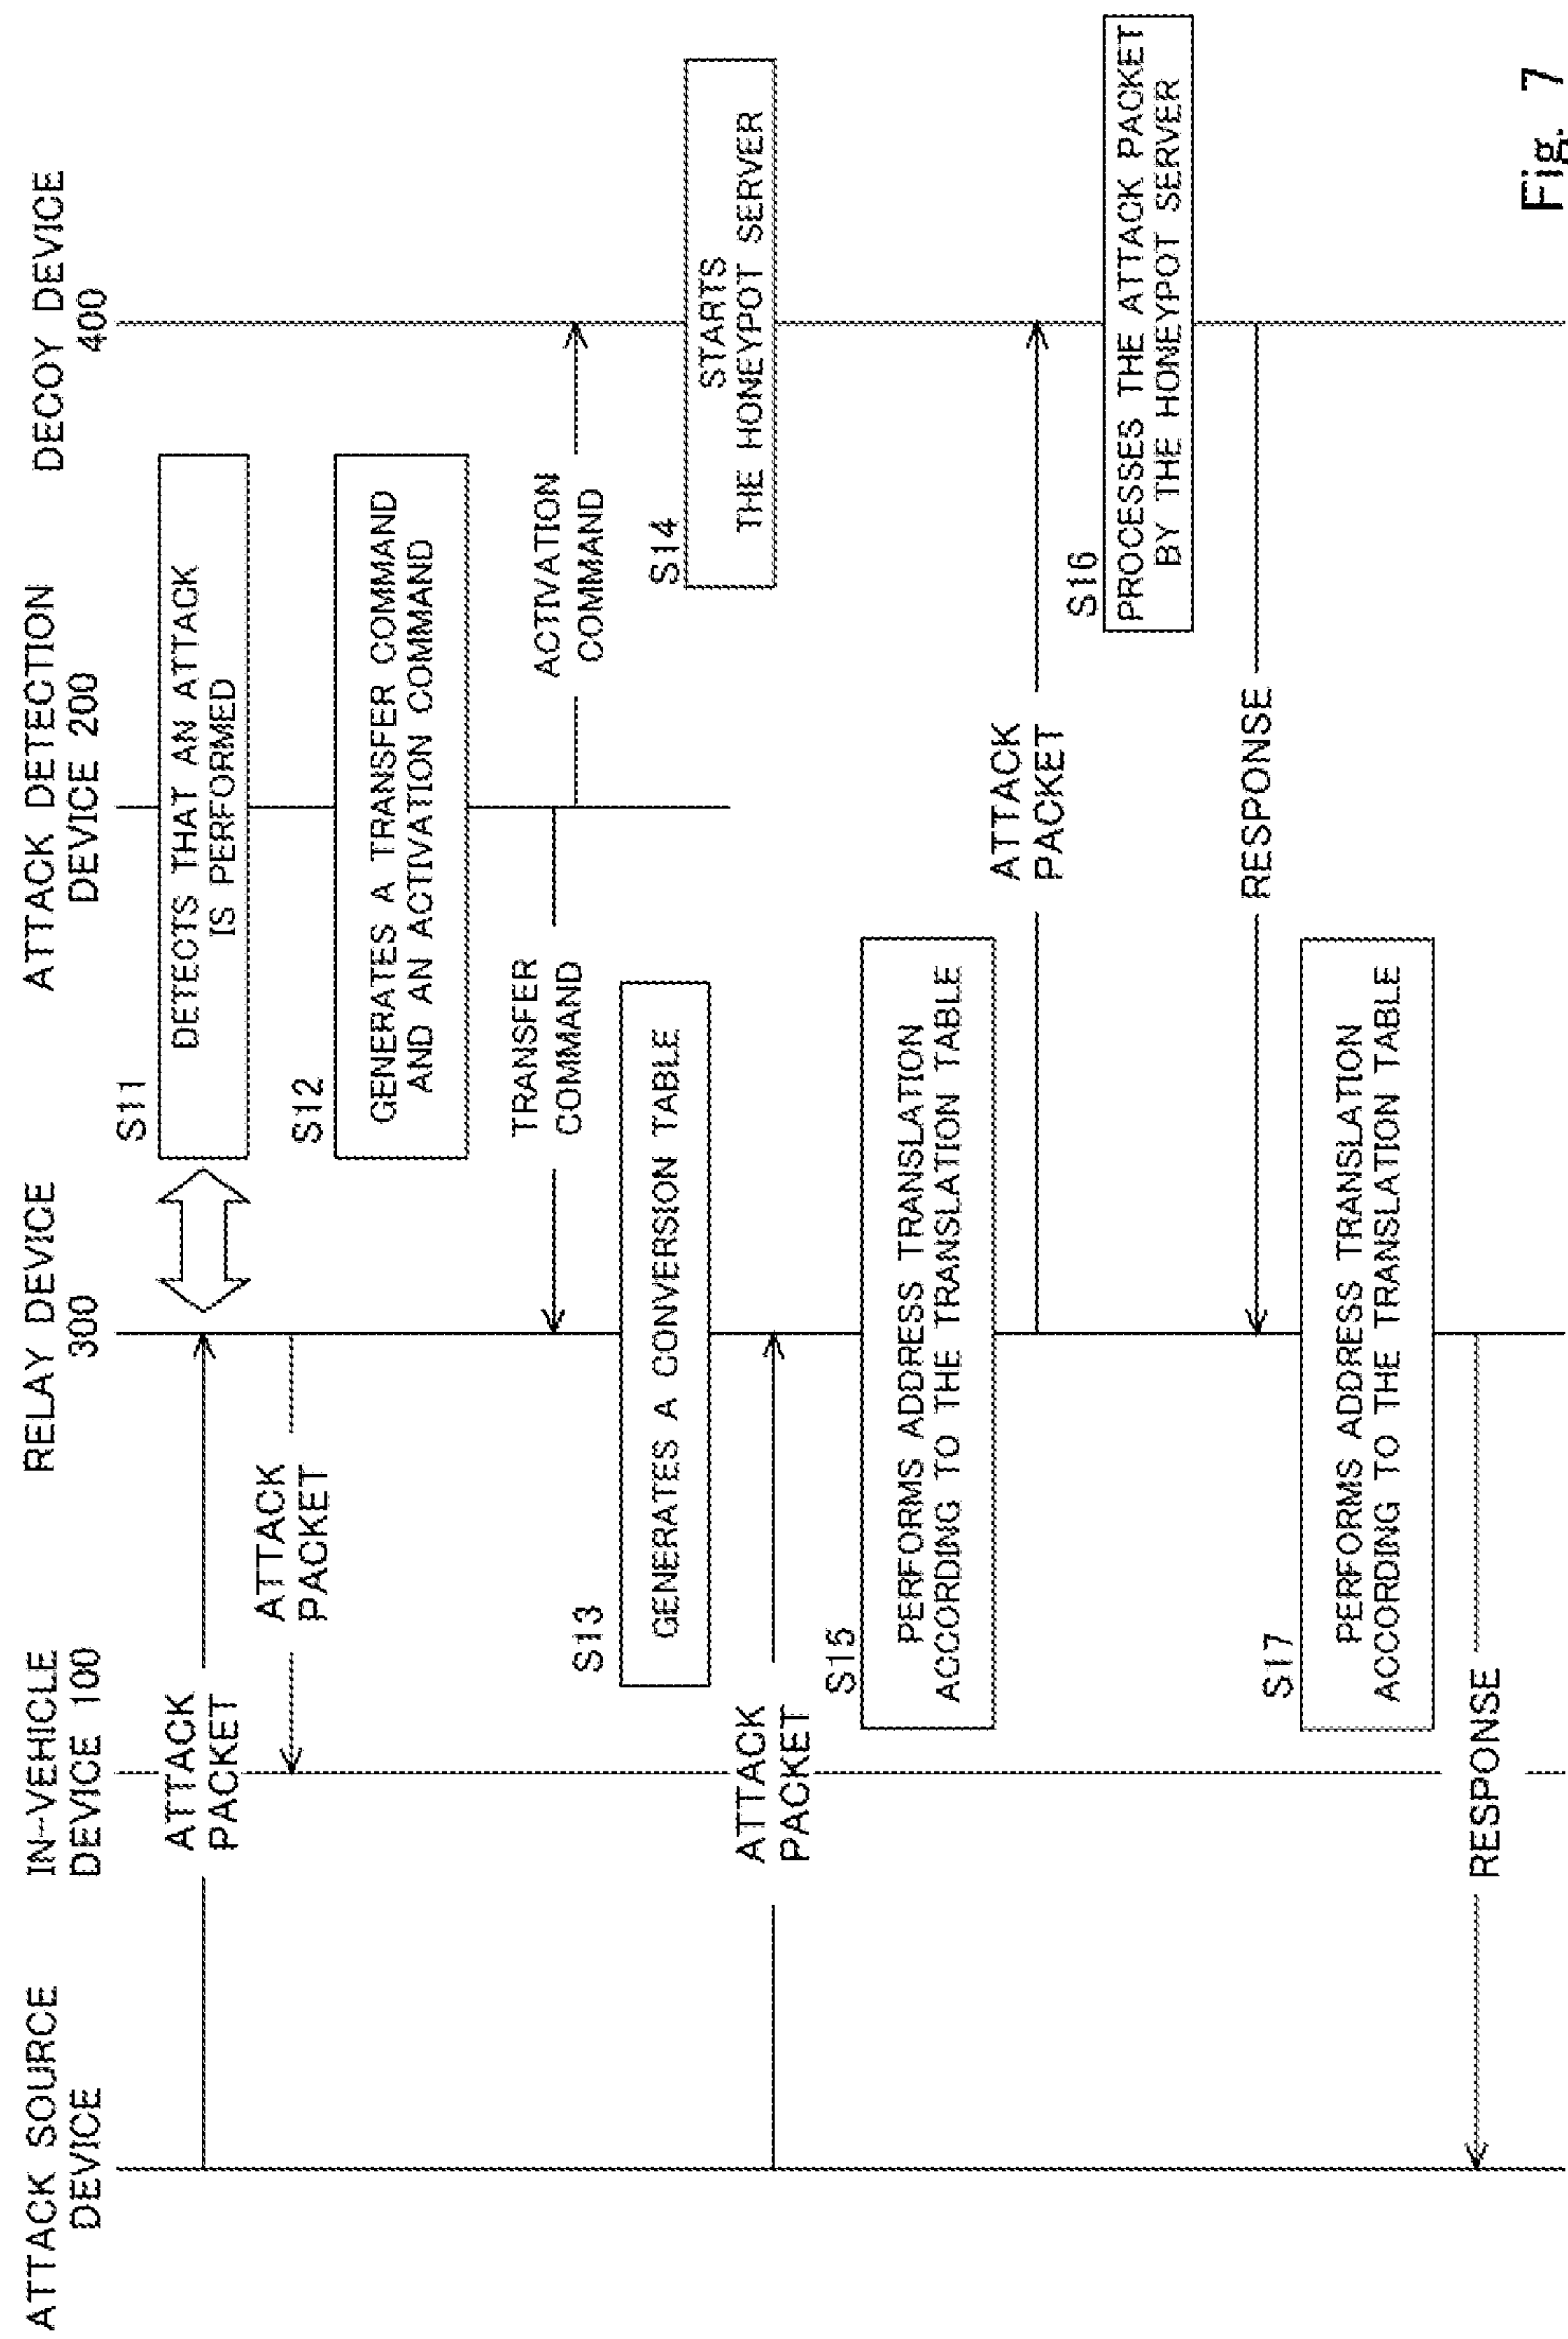 ATTACK SOURCE
DEVICE
IN-VEHICLE
DEVICE 100
RELAY DEVICE
300
ATTACK DETECTION
DEVICE 200
DECOY DEVICE
400
ATTACK
PACKET
S11
DETECTS THAT AN ATTACK
IS PERFORMED
ATTACK
PACKET
S12
GENERATES A TRANSFER COMMAND
AND AN ACTIVATION COMMAND
TRANSFER
COMMAND
ACTIVATION
COMMAND
S13
GENERATES A CONVERSION TABLE
S14
STARTS
THE HONEYPOT SERVER
ATTACK
PACKET
S15
PERFORMS ADDRESS TRANSLATION
ACCORDING TO THE TRANSLATION TABLE
ATTACK
PACKET
S16
PROCESSES THE ATTACK PACKET
BY THE HONEYPOT SERVER
RESPONSE
S17
PERFORMS ADDRESS TRANSLATION
ACCORDING TO THE TRANSLATION TABLE
RESPONSE
Fig. 7